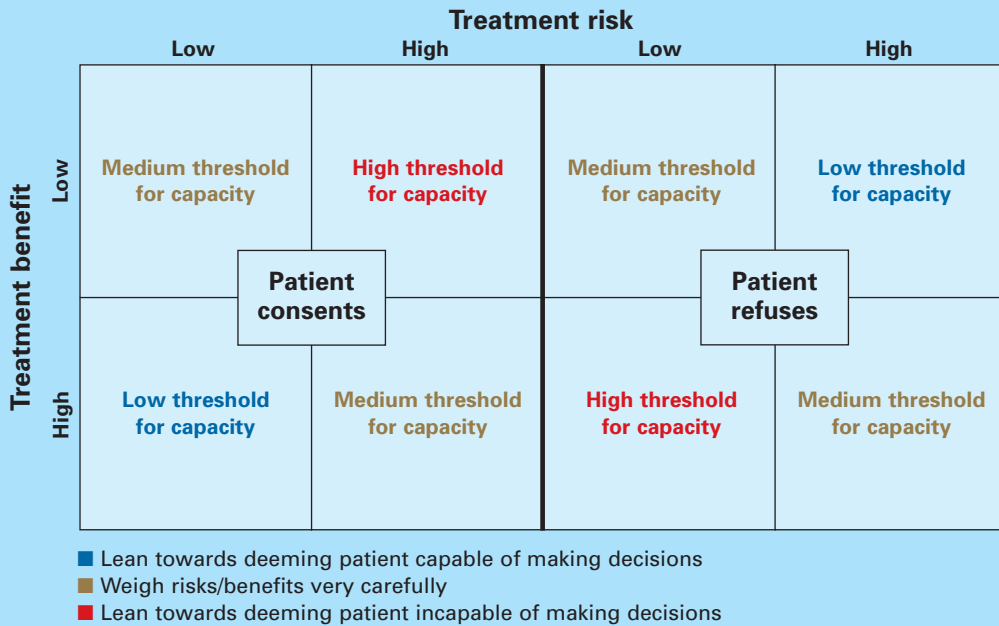 Treatment risk
Low High Low High
Treatment benefit
Low
Medium threshold
for capacity
High threshold
for capacity
Medium threshold
for capacity
Low threshold
for capacity
Patient
consents
Patient
refuses
High
Low threshold
for capacity
Medium threshold
for capacity
High threshold
for capacity
Medium threshold
for capacity
Lean towards deeming patient capable of making decisions
Weigh risks/benefits very carefully
Lean towards deeming patient incapable of making decisions